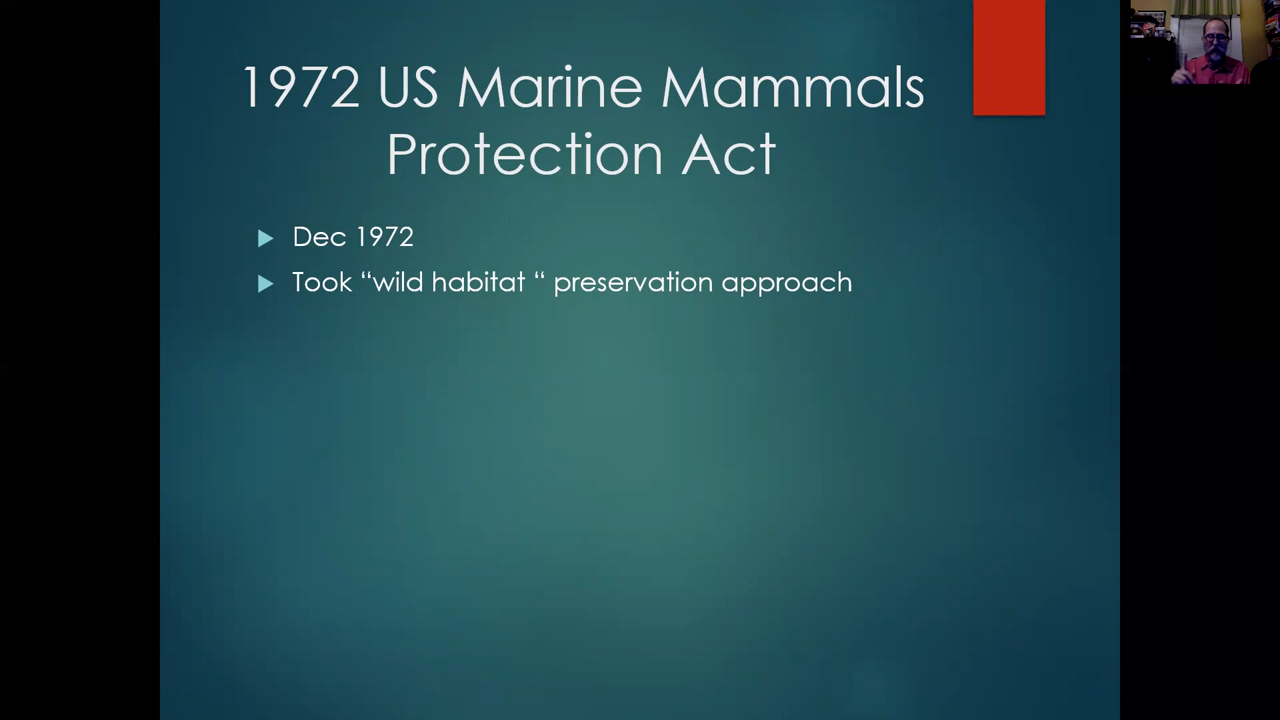 1972 US Marine Mammals
Protection Act
Dec 1972
Took “wild habitat “ preservation approach